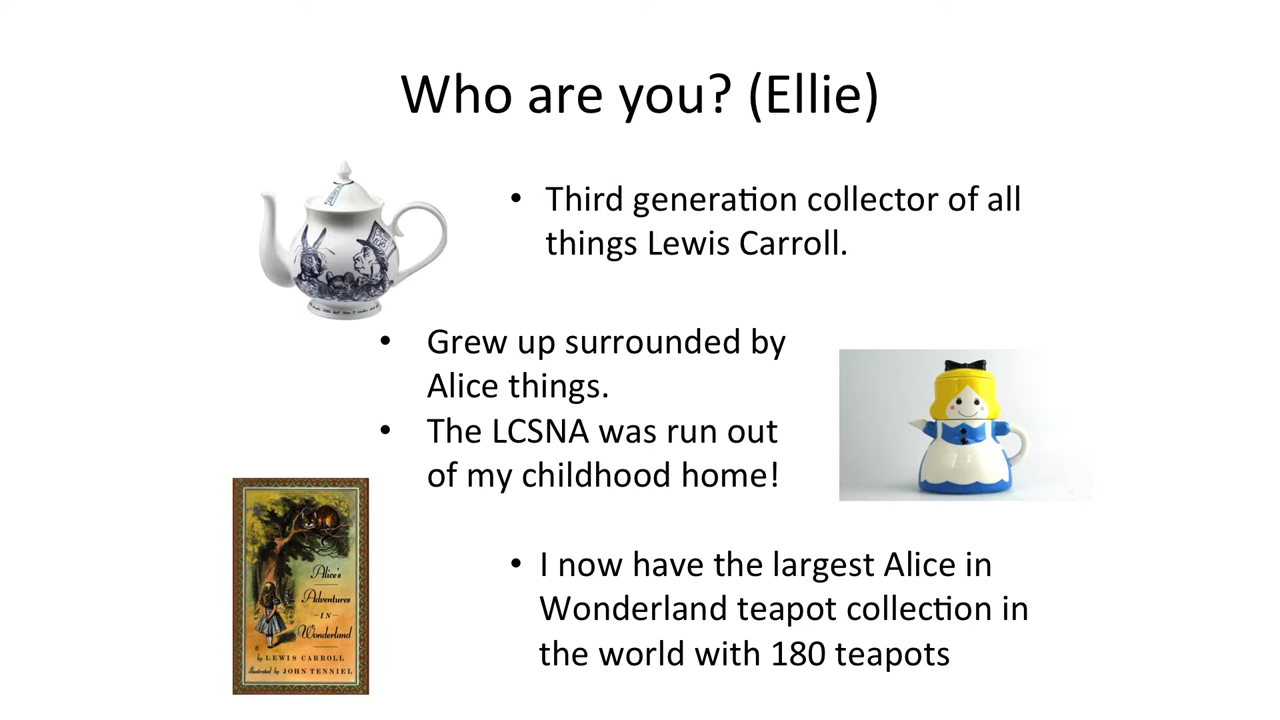 Who are you? (Ellie)
• Third generation collector of all
things Lewis Carroll.
• Grew up surrounded by
Alice things.
• The LCSNA was run out
of my childhood home!
Alice's
Adventures
IN
Wonderland
by LEWIS CARROLL
illustrated by JOHN TENNIEL
• I now have the largest Alice in
Wonderland teapot collection in
the world with 180 teapots